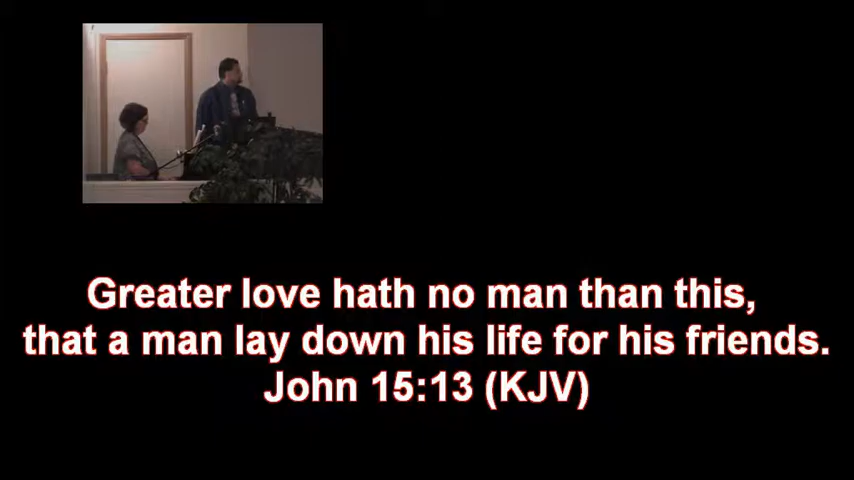 Greater love hath no man than this,
that a man lay down his life for his friends.
John 15:13 (KJV)